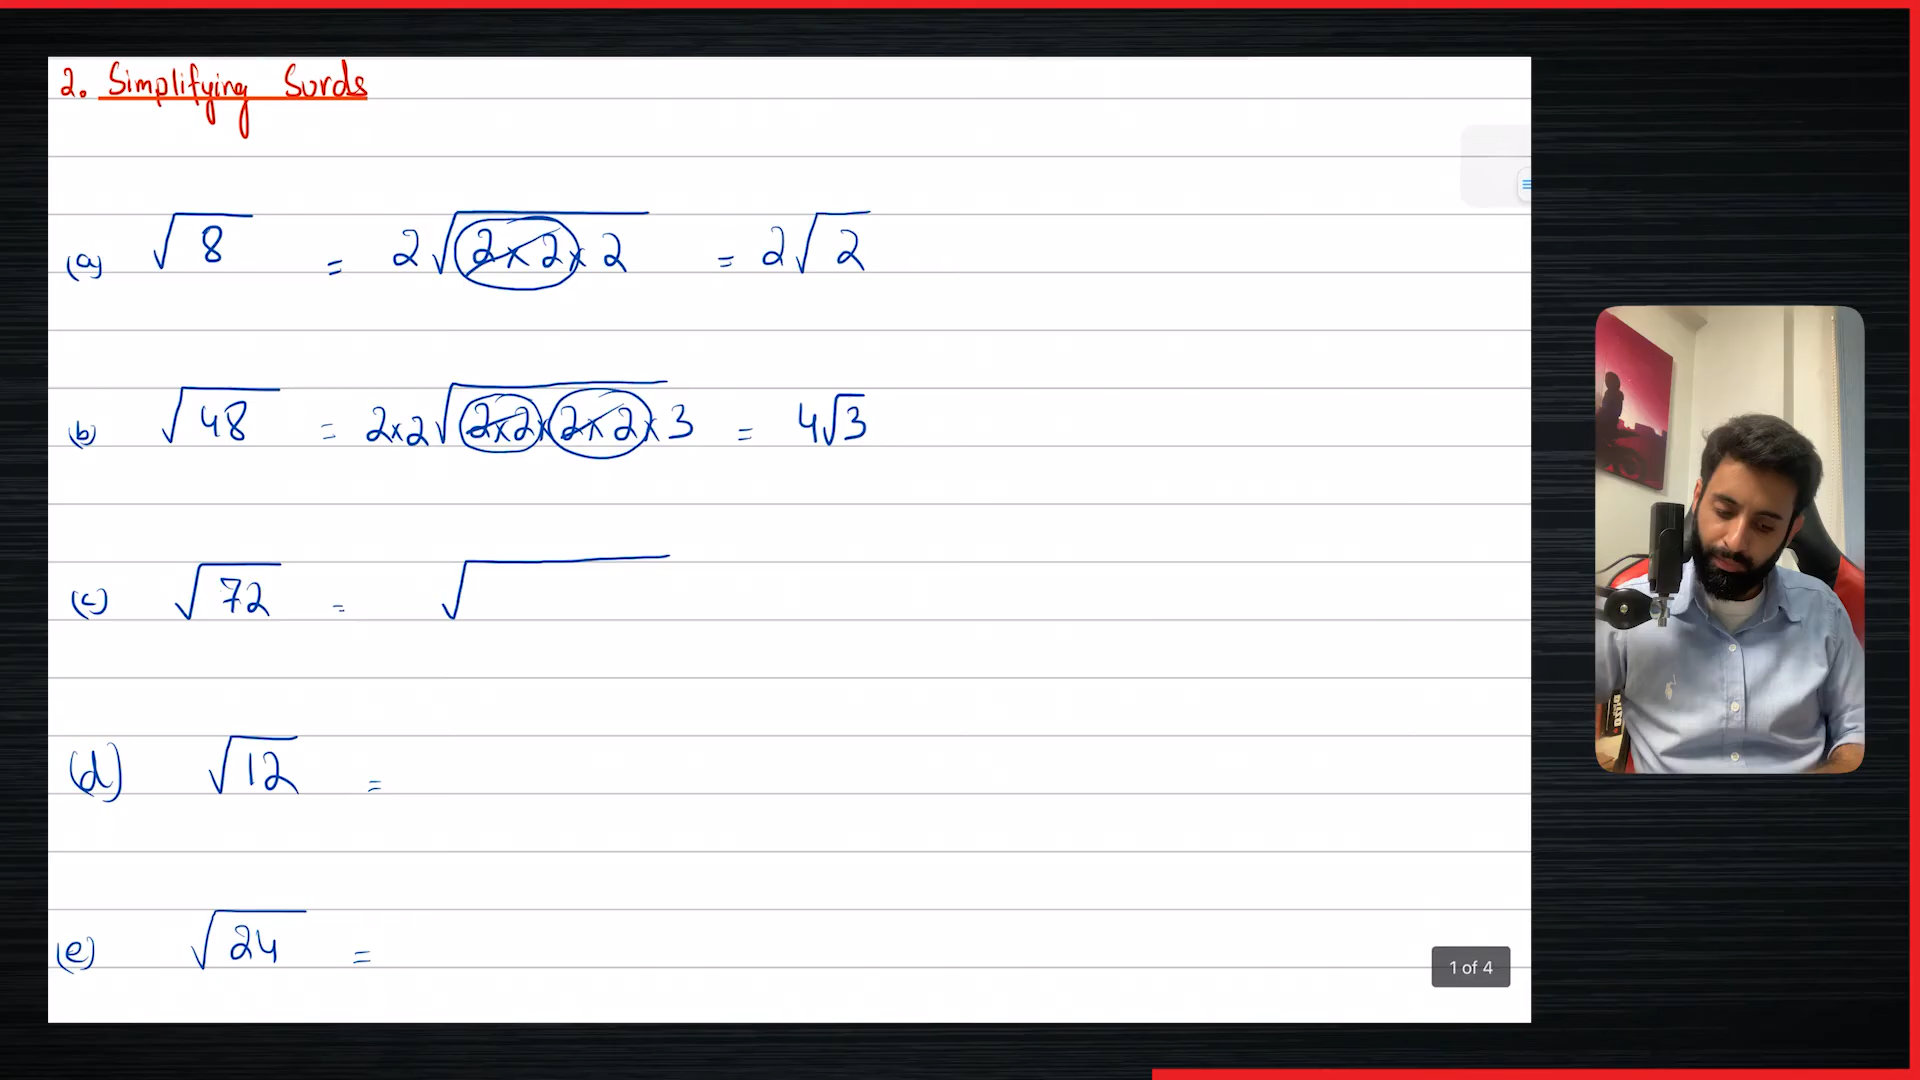 2. Simplifying Surds
(a) √8 = 2√2×2×2 = 2√2
(b) √48 = 2×2√2×2×2×2×3 = 4√3
(c) √72 = √
(d) √12 =
(e) √24 =
1 of 4